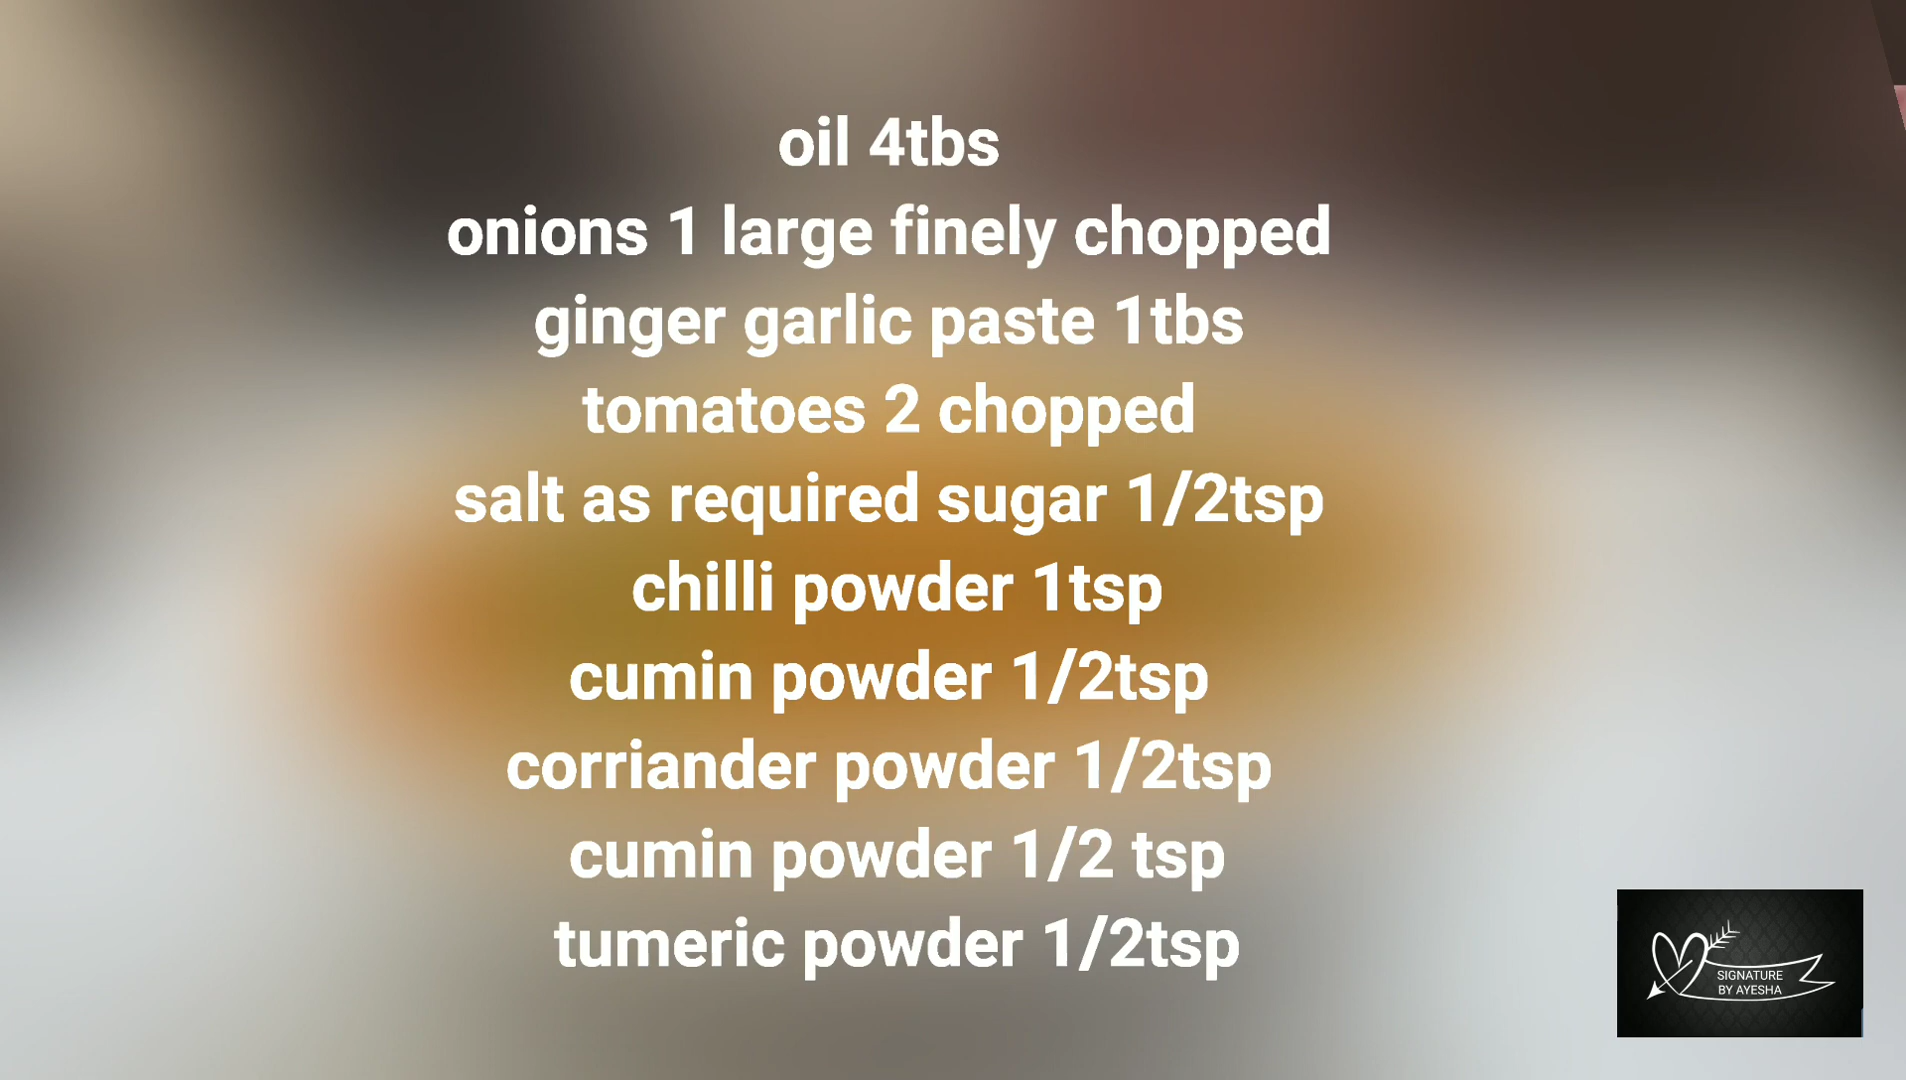 oil 4tbs
onions 1 large finely chopped
ginger garlic paste 1tbs
tomatoes 2 chopped
salt as required sugar 1/2tsp
chilli powder 1tsp
cumin powder 1/2tsp
corriander powder 1/2tsp
cumin powder 1/2 tsp
tumeric powder 1/2tsp
SIGNATURE
BY AYESHA